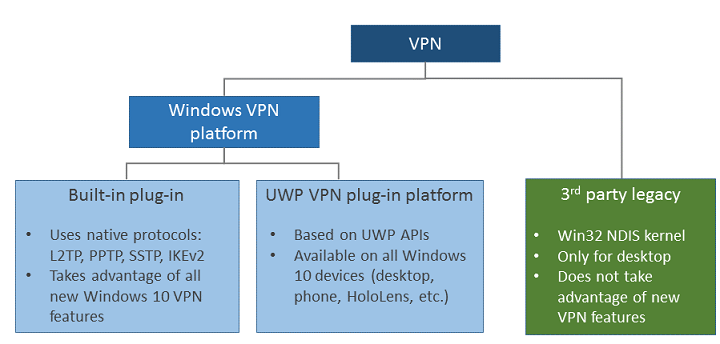 VPN
Windows VPN
platform
Built-in plug-in
• Uses native protocols:
L2TP, PPTP, SSTP, IKEv2
• Takes advantage of all
new Windows 10 VPN
features
UWP VPN plug-in platform
• Based on UWP APIs
• Available on all Windows
10 devices (desktop,
phone, HoloLens, etc.)
3rd party legacy
• Win32 NDIS kernel
• Only for desktop
• Does not take
advantage of new
VPN features